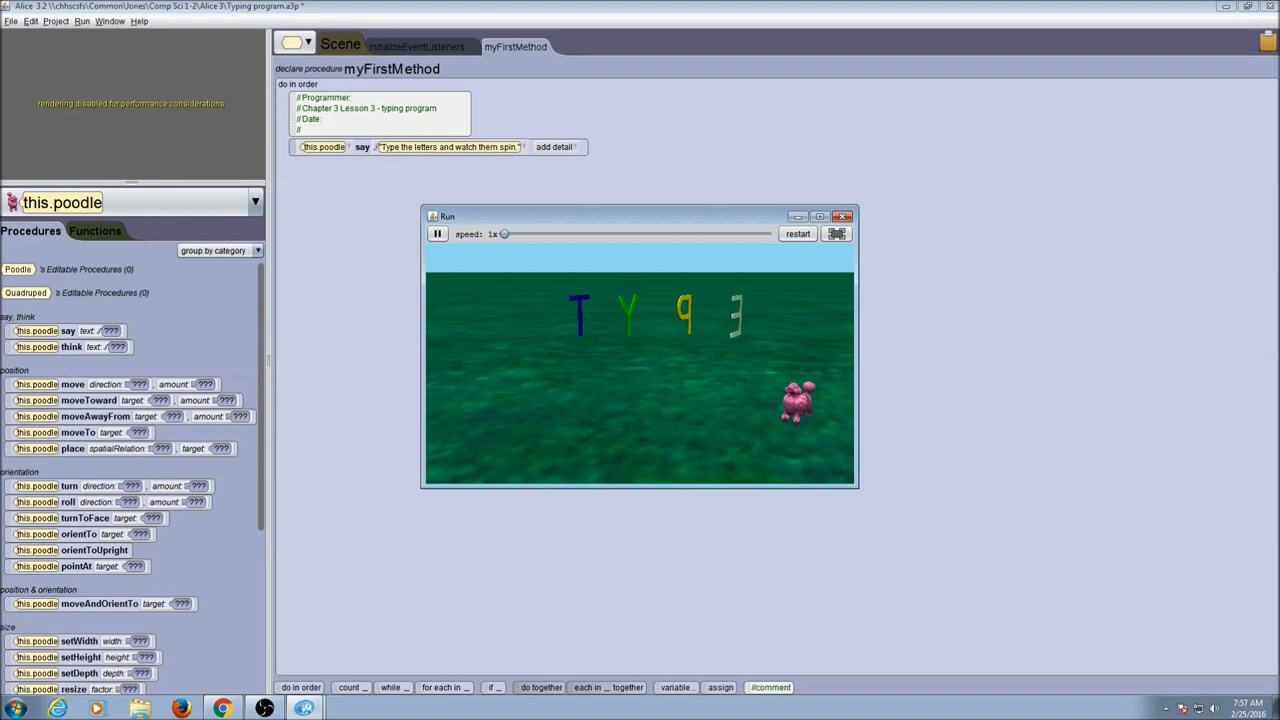 Alice 3.2 \\chhscsfs\Common\Jones\Comp Sci 1-2\Alice 3\Typing program.a3p *
File Edit Project Run Window Help
rendering disabled for performance considerations
this.poodle
Procedures Functions
group by category
Poodle 's Editable Procedures (0)
Quadruped 's Editable Procedures (0)
say, think
this.poodle say text: ???
this.poodle think text: ???
position
this.poodle move direction: ??? , amount: ???
this.poodle moveToward target: ??? , amount: ???
this.poodle moveAwayFrom target: ??? , amount: ???
this.poodle moveTo target: ???
this.poodle place spatialRelation: ??? , target: ???
orientation
this.poodle turn direction: ??? , amount: ???
this.poodle roll direction: ??? , amount: ???
this.poodle turnToFace target: ???
this.poodle orientTo target: ???
this.poodle orientToUpright
this.poodle pointAt target: ???
position & orientation
this.poodle moveAndOrientTo target: ???
size
this.poodle setWidth width: ???
this.poodle setHeight height: ???
this.poodle setDepth depth: ???
this.poodle resize factor: ???
Scene initializeEventListeners myFirstMethod
declare procedure myFirstMethod
do in order
//Programmer:
//Chapter 3 Lesson 3 - typing program
//Date:
//
this.poodle say "Type the letters and watch them spin." add detail
Run
speed: 1x restart
T Y P E
do in order count _ while _ for each in _ if _ do together each in _ together variable... assign //comment
7:57 AM
2/25/2016